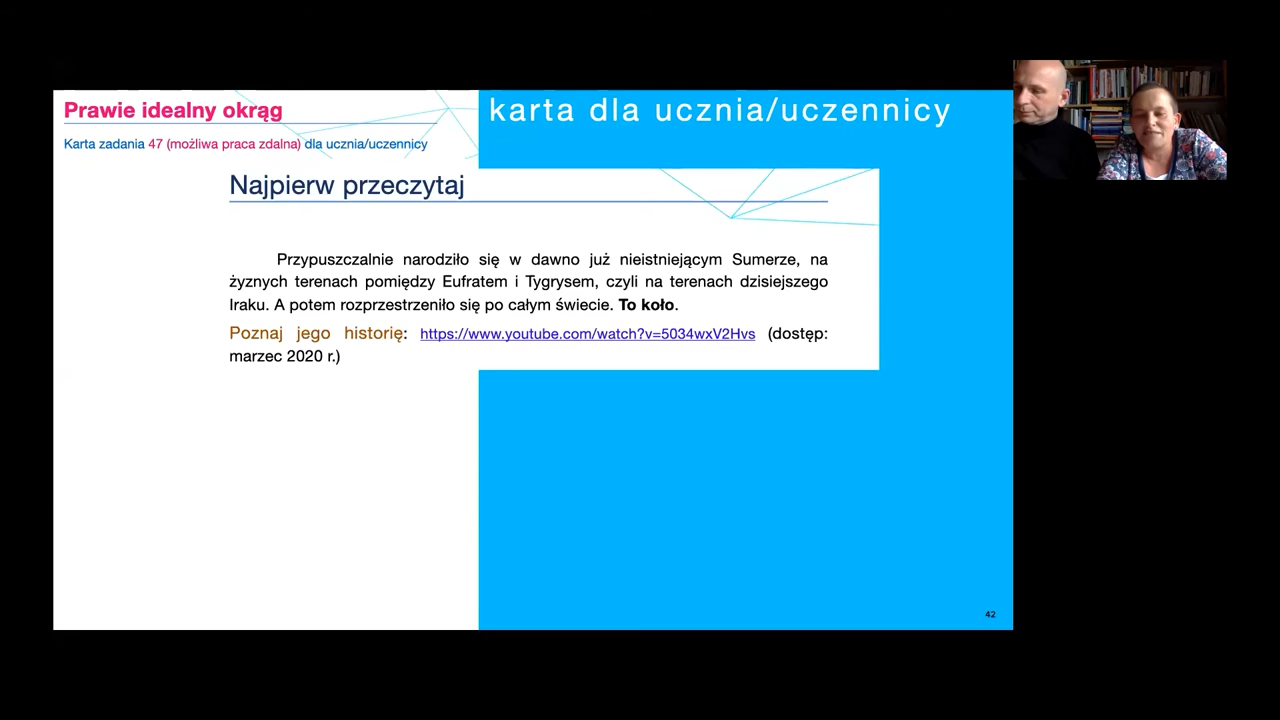 Prawie idealny okrąg
Karta zadania 47 (możliwa praca zdalna) dla ucznia/uczennicy
karta dla ucznia/uczennicy
Najpierw przeczytaj
Przypuszczalnie narodziło się w dawno już nieistniejącym Sumerze, na
żyznych terenach pomiędzy Eufratem i Tygrysem, czyli na terenach dzisiejszego
Iraku. A potem rozprzestrzeniło się po całym świecie. To koło.
Poznaj jego historię: https://www.youtube.com/watch?v=5034wxV2Hvs (dostęp:
marzec 2020 r.)
42